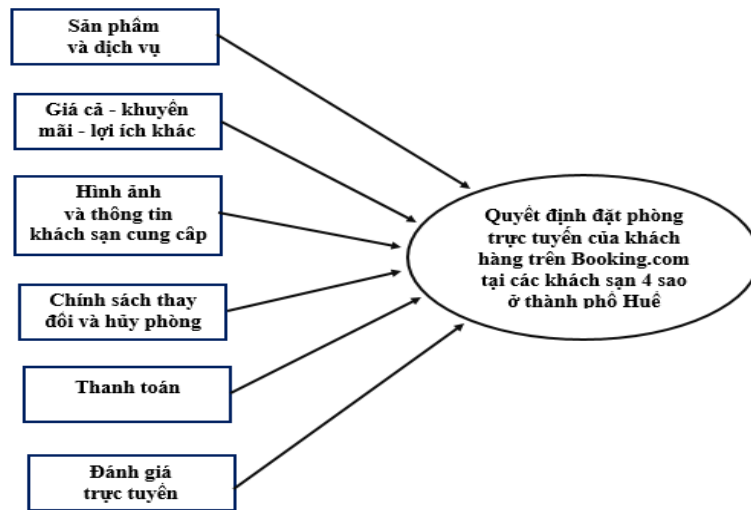 Sản phẩm
và dịch vụ
Giá cả - khuyến
mãi - lợi ích khác
Hình ảnh
và thông tin
khách sạn cung cấp
Chính sách thay
đổi và hủy phòng
Thanh toán
Đánh giá
trực tuyến
Quyết định đặt phòng
trực tuyến của khách
hàng trên Booking.com
tại các khách sạn 4 sao
ở thành phố Huế